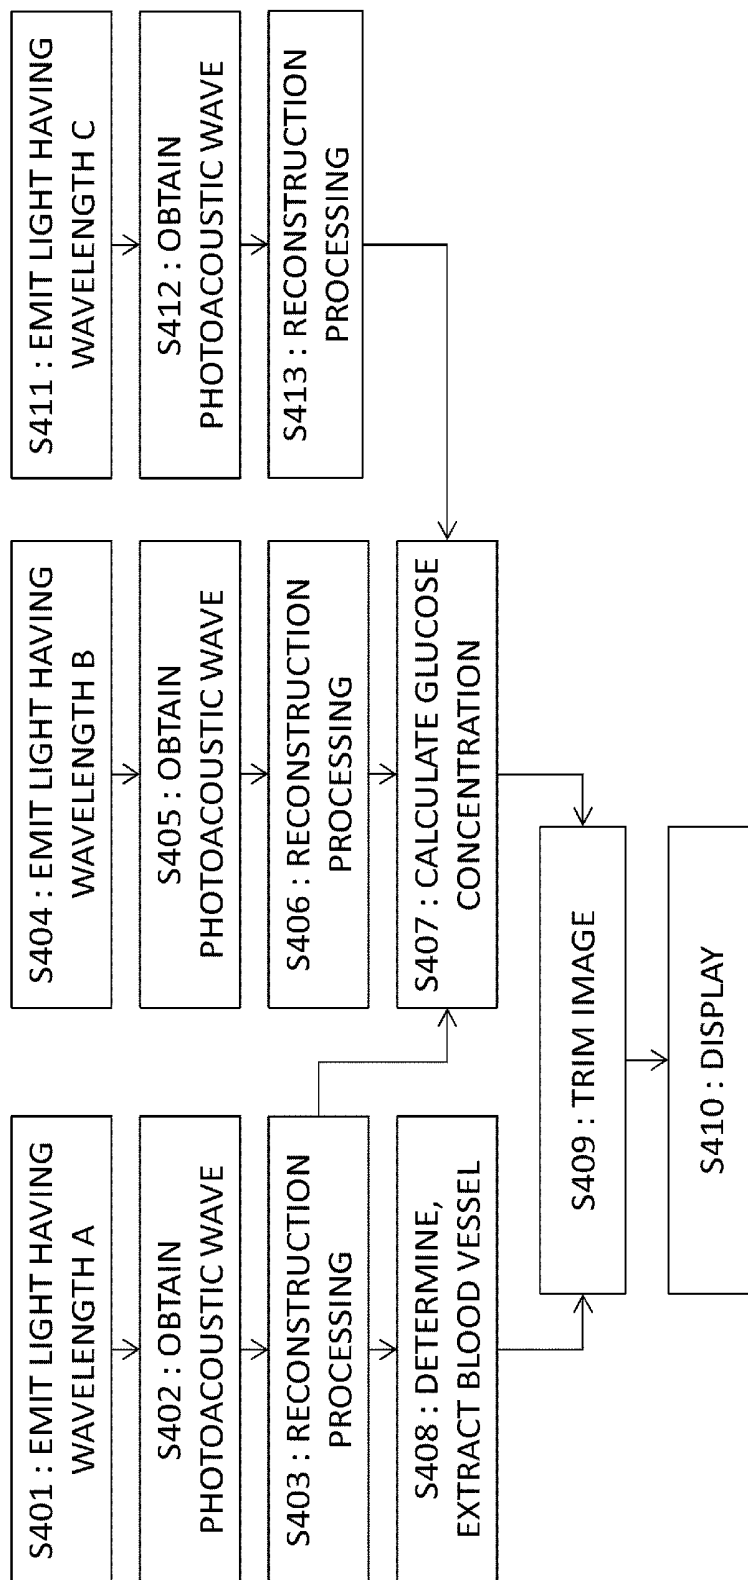 S401 : EMIT LIGHT HAVING
WAVELENGTH A
S402 : OBTAIN
PHOTOACOUSTIC WAVE
S403 : RECONSTRUCTION
PROCESSING
S408 : DETERMINE,
EXTRACT BLOOD VESSEL
S404 : EMIT LIGHT HAVING
WAVELENGTH B
S405 : OBTAIN
PHOTOACOUSTIC WAVE
S406 : RECONSTRUCTION
PROCESSING
S407 : CALCULATE GLUCOSE
CONCENTRATION
S411 : EMIT LIGHT HAVING
WAVELENGTH C
S412 : OBTAIN
PHOTOACOUSTIC WAVE
S413 : RECONSTRUCTION
PROCESSING
S409 : TRIM IMAGE
S410 : DISPLAY